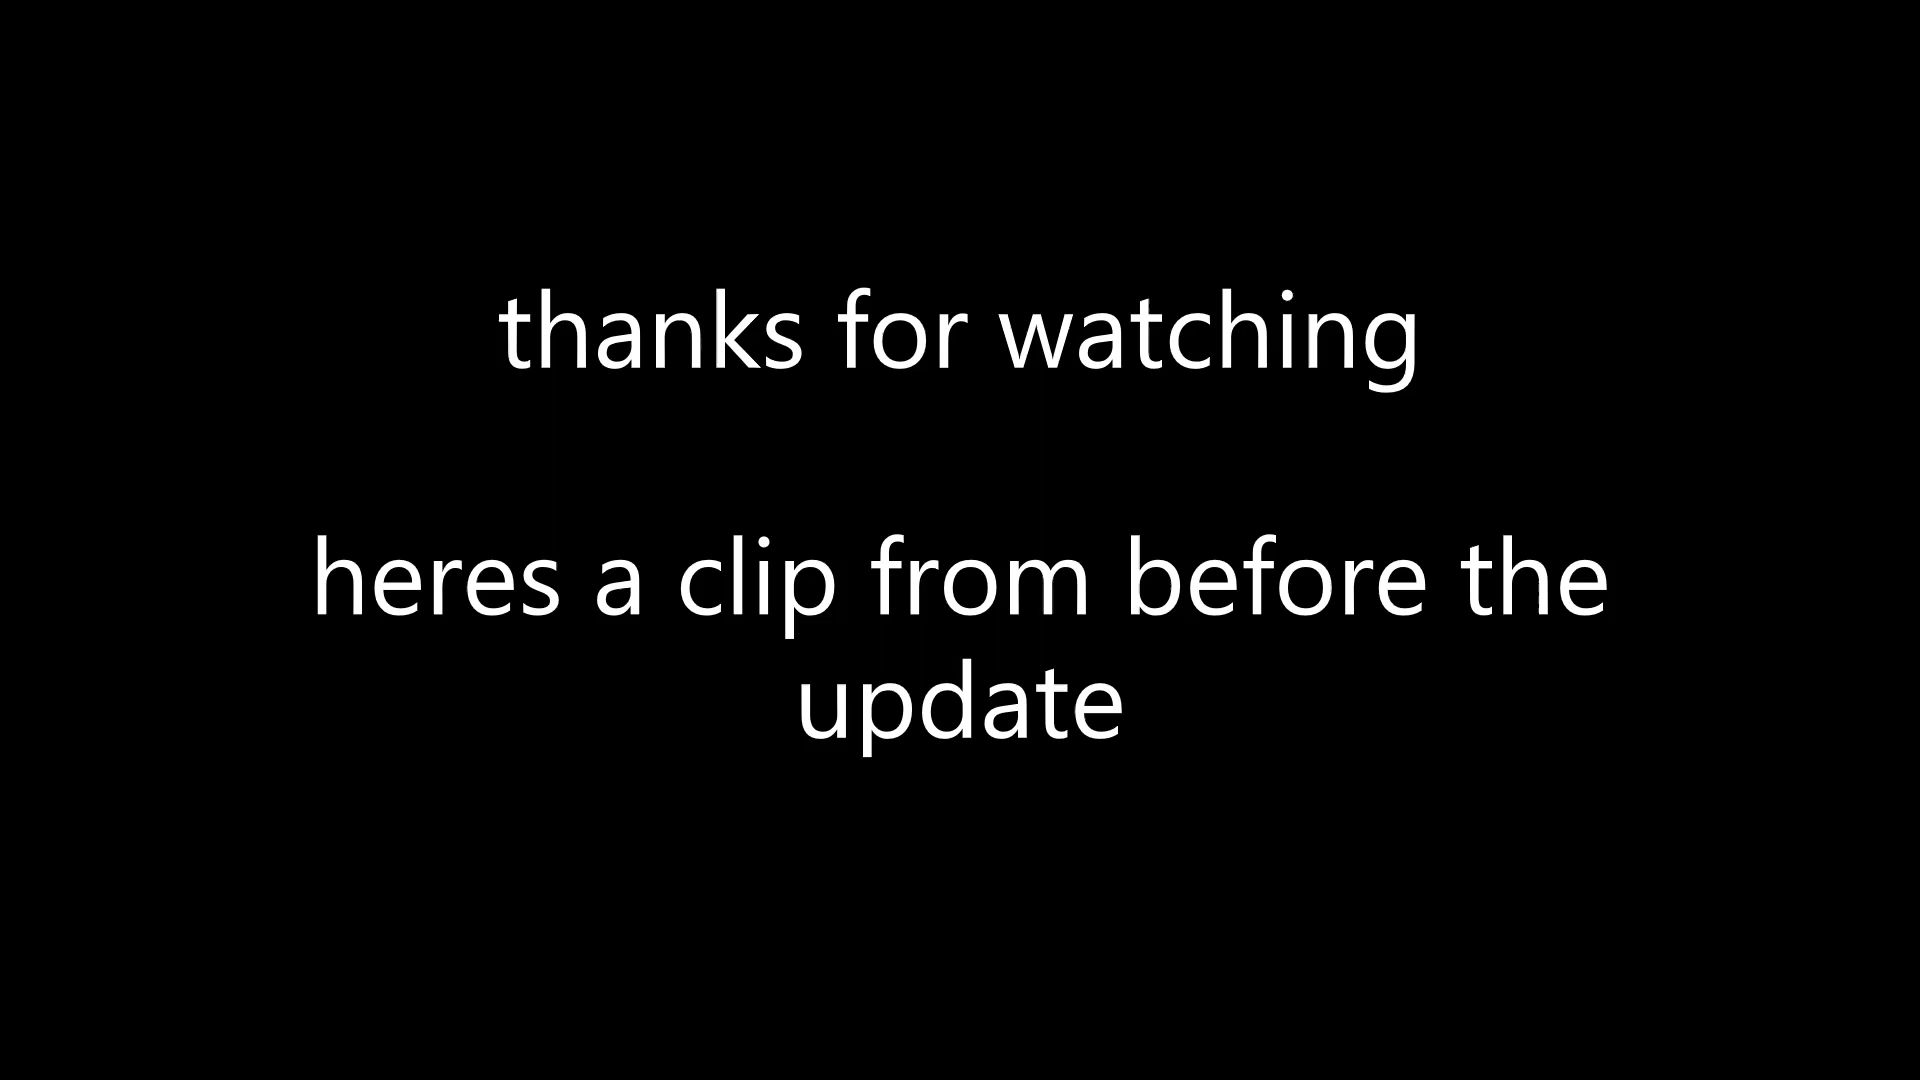 thanks for watching
heres a clip from before the
update